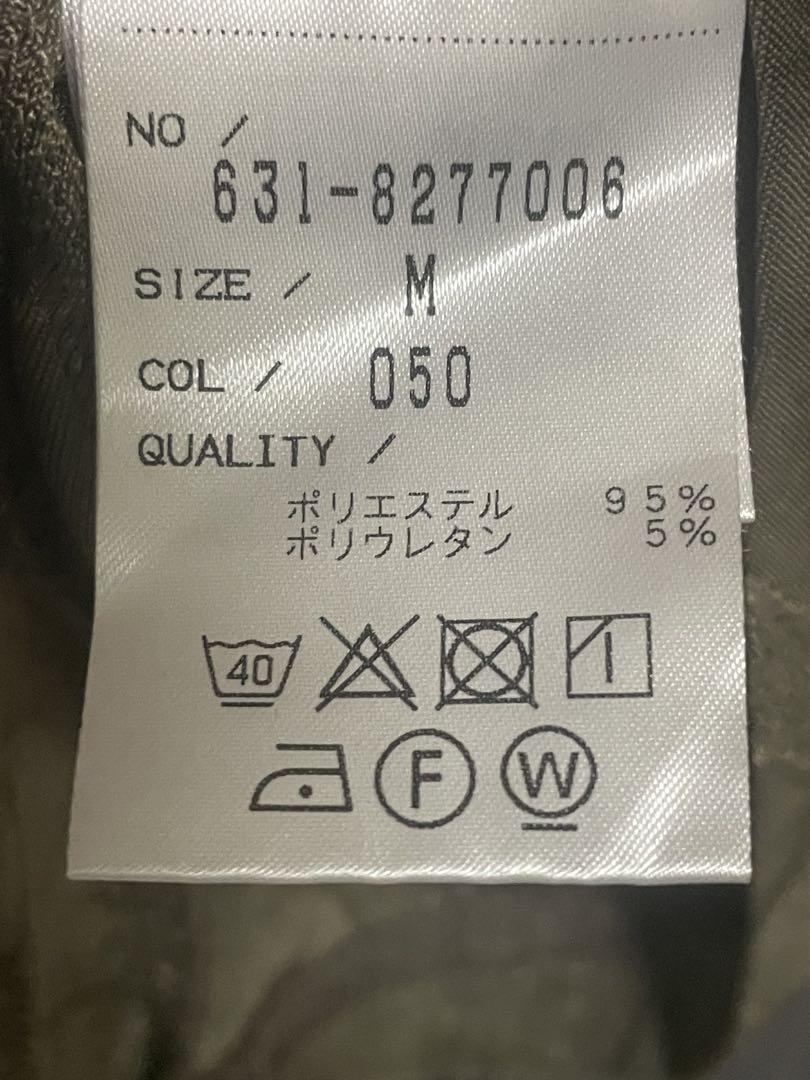 NO /
631-8277006
SIZE / M
COL / 050
QUALITY /
ポリエステル 95%
ポリウレタン 5%
40
F W